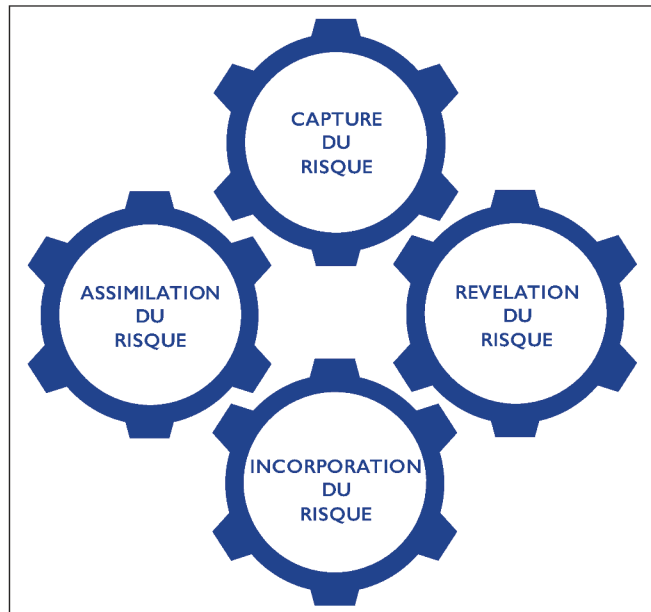 CAPTURE
DU
RISQUE
ASSIMILATION
DU
RISQUE
REVELATION
DU
RISQUE
INCORPORATION
DU
RISQUE